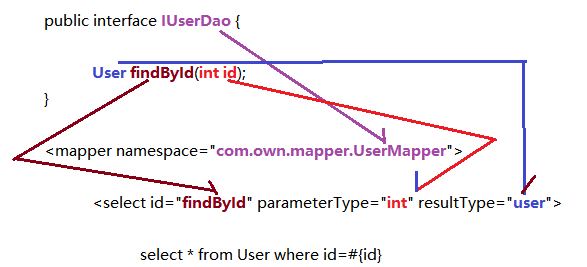 public interface IUserDao {
User findById(int id);
}
<mapper namespace="com.own.mapper.UserMapper">
<select id="findById" parameterType="int" resultType="user">
select * from User where id=#{id}